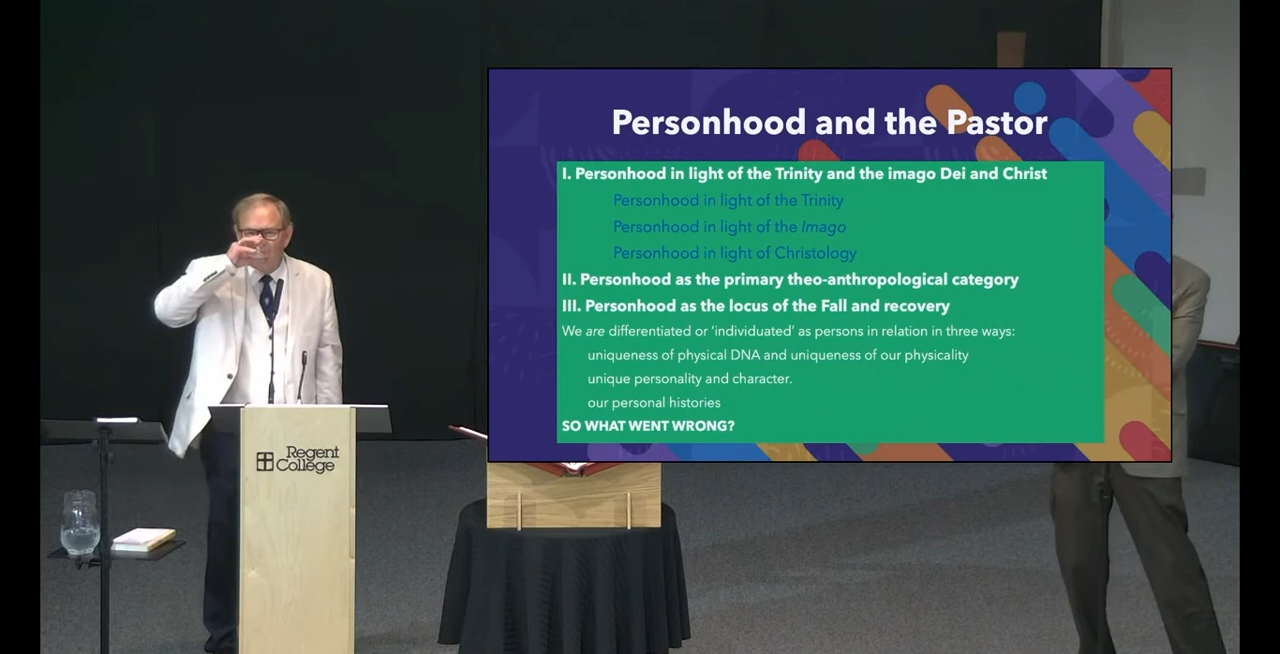 Personhood and the Pastor
I. Personhood in light of the Trinity and the imago Dei and Christ
Personhood in light of the Trinity
Personhood in light of the Imago
Personhood in light of Christology
II. Personhood as the primary theo-anthropological category
III. Personhood as the locus of the Fall and recovery
We are differentiated or ‘individuated’ as persons in relation in three ways:
uniqueness of physical DNA and uniqueness of our physicality
unique personality and character.
our personal histories
SO WHAT WENT WRONG?
Regent
College